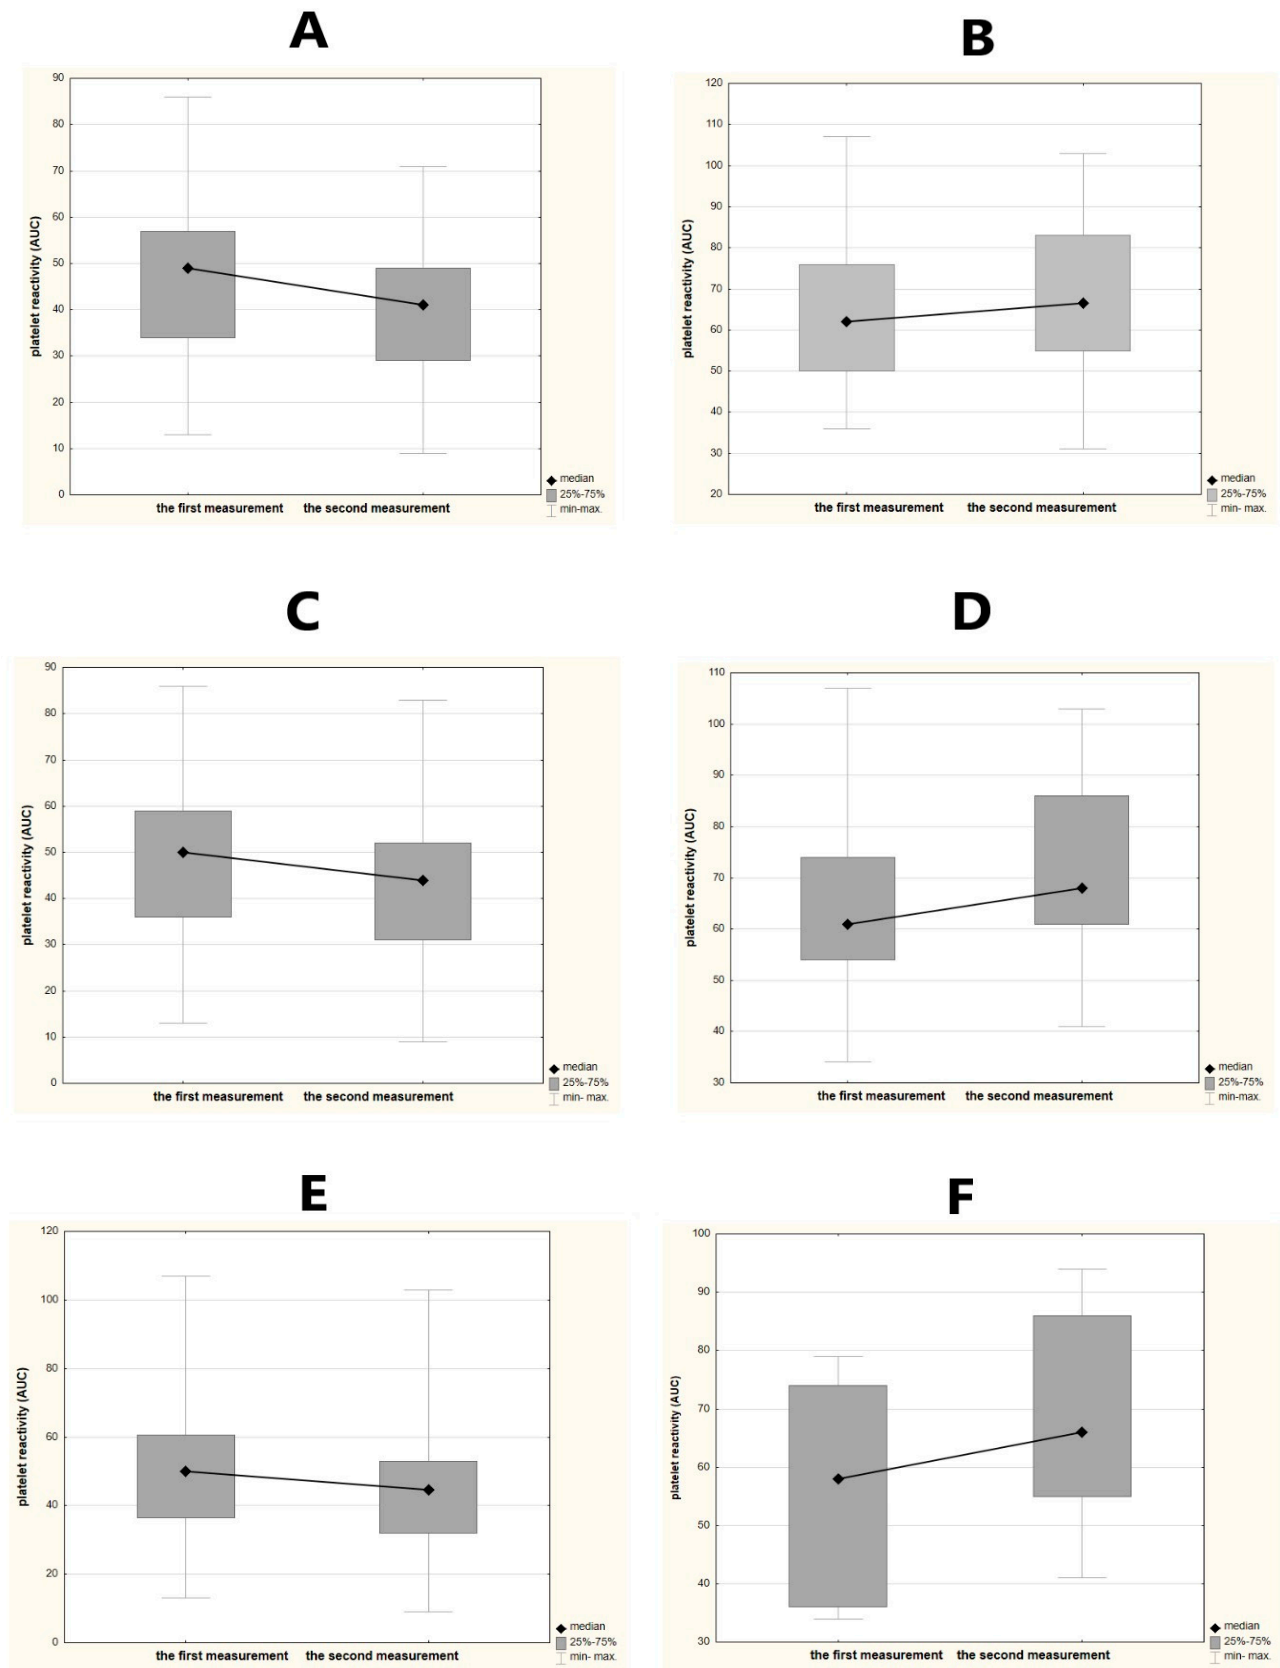 A
90
80
70
60
50
40
30
20
10
0
platelet reactivity (AUC)
the first measurement the second measurement
median
25%-75%
min-max.
B
120
110
100
90
80
70
60
50
40
30
20
platelet reactivity (AUC)
the first measurement the second measurement
median
25%-75%
min- max.
C
90
80
70
60
50
40
30
20
10
0
platelet reactivity (AUC)
the first measurement the second measurement
median
25%-75%
min- max.
D
110
100
90
80
70
60
50
40
30
platelet reactivity (AUC)
the first measurement the second measurement
median
25%-75%
min-max.
E
120
100
80
60
40
20
0
platelet reactivity (AUC)
the first measurement the second measurement
median
25%-75%
min- max.
F
100
90
80
70
60
50
40
30
platelet reactivity (AUC)
the first measurement the second measurement
median
25%-75%
min- max.